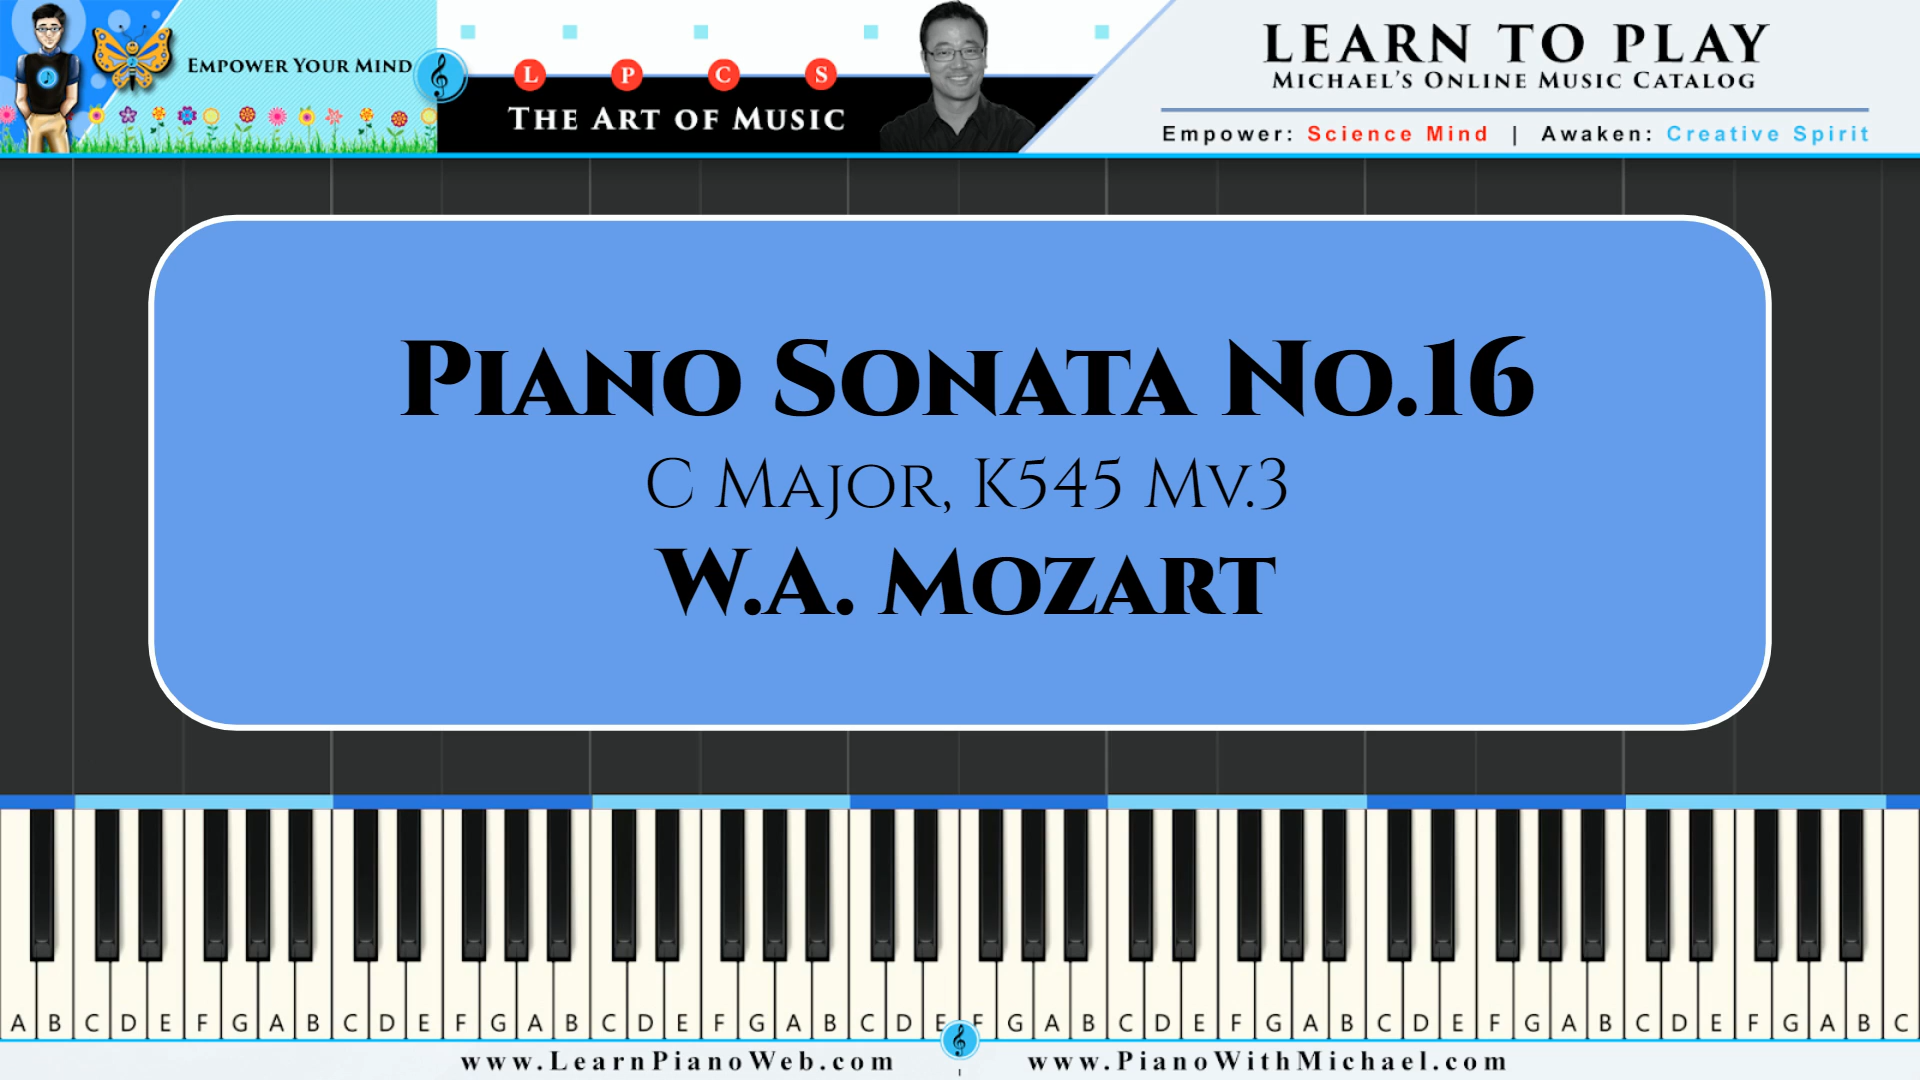 EMPOWER YOUR MIND
L P C S
THE ART OF MUSIC
LEARN TO PLAY
MICHAEL'S ONLINE MUSIC CATALOG
Empower: Science Mind | Awaken: Creative Spirit
PIANO SONATA NO.16
C MAJOR, K545 MV.3
W.A. MOZART
A B C D E F G A B C D E F G A B C D E F G A B C D E F G A B C D E F G A B C D E F G A B C D E F G A B C
www.LearnPianoWeb.com www.PianoWithMichael.com